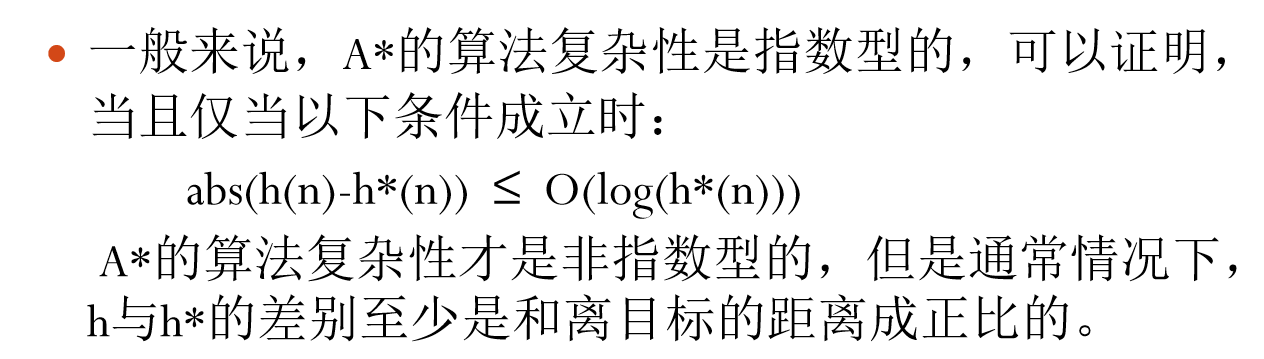 • 一般来说，A*的算法复杂性是指数型的，可以证明，
当且仅当以下条件成立时：
abs(h(n)-h*(n)) ≤ O(log(h*(n)))
A*的算法复杂性才是非指数型的，但是通常情况下，
h与h*的差别至少是和离目标的距离成正比的。